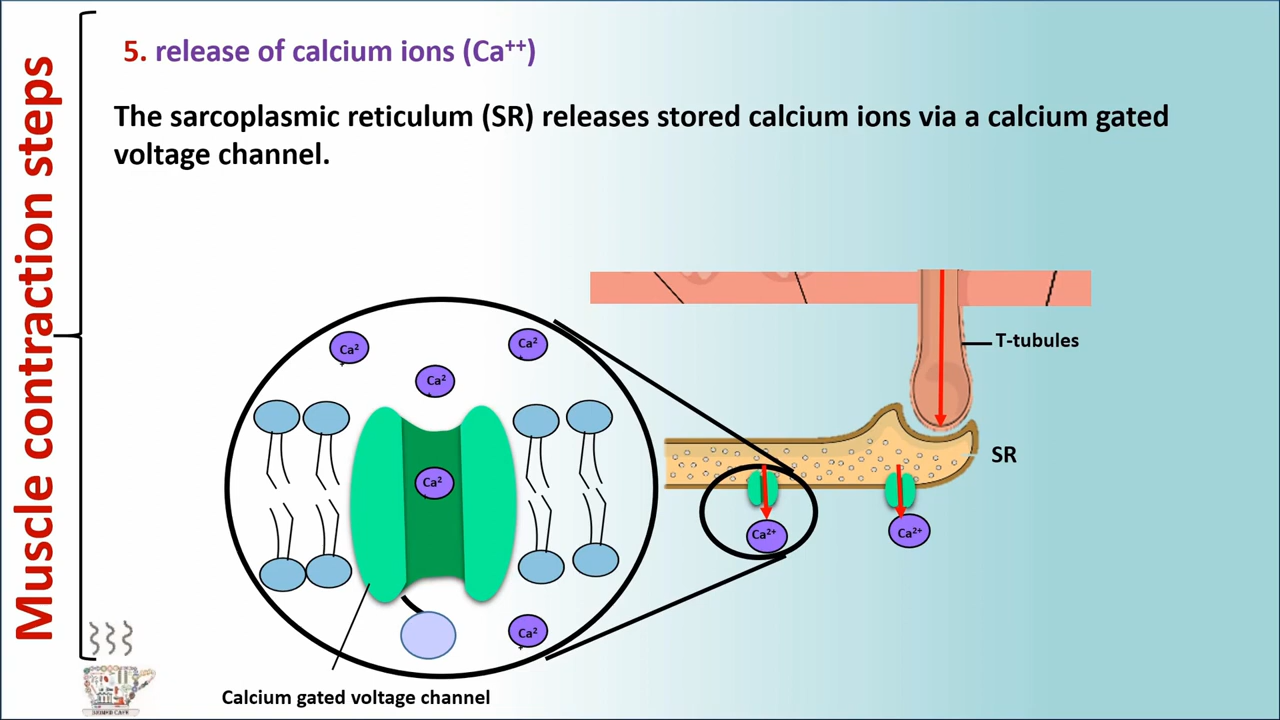 Muscle contraction steps
5. release of calcium ions (Ca⁺⁺)
The sarcoplasmic reticulum (SR) releases stored calcium ions via a calcium gated
voltage channel.
T-tubules
SR
Ca²⁺
Ca²⁺
Ca2
+
Ca2
+
Ca2
+
Ca2
+
Ca2
+
Calcium gated voltage channel